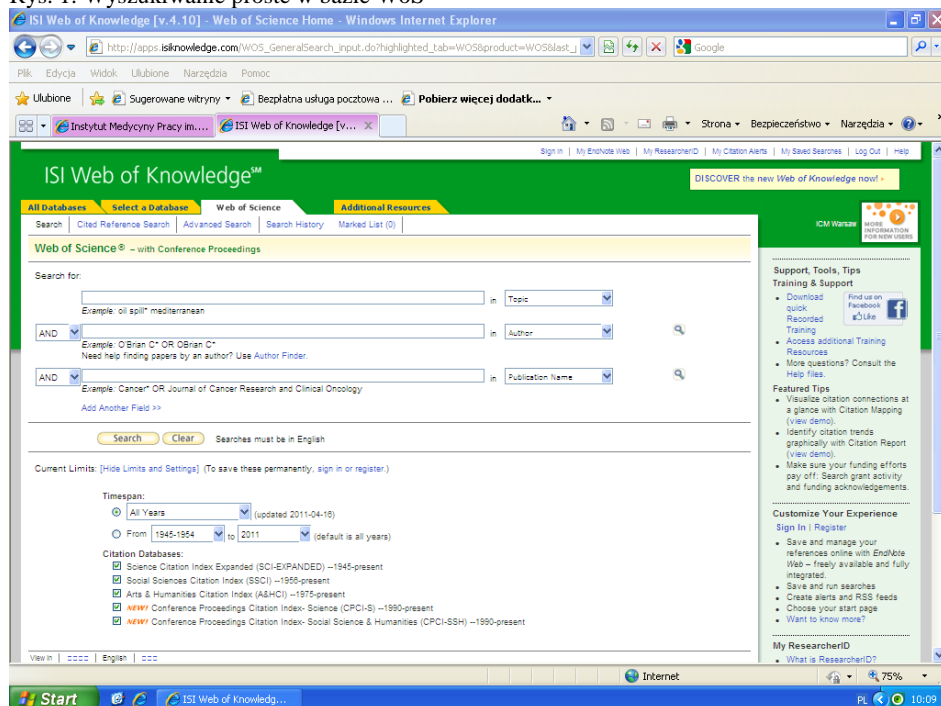 Rys. 1. Wyszukiwanie proste w bazie WoS
ISI Web of Knowledge [v.4.10] - Web of Science Home - Windows Internet Explorer
http://apps.isiknowledge.com/WOS_GeneralSearch_input.do?highlighted_tab=WOS&product=WOS&last_
Google
Plik Edycja Widok Ulubione Narzędzia Pomoc
Ulubione Sugerowane witryny Bezpłatna usługa pocztowa ... Pobierz więcej dodatk...
Instytut Medycyny Pracy im.... ISI Web of Knowledge [v... X Strona Bezpieczeństwo Narzędzia
Sign In | My EndNote Web | My ResearcherID | My Citation Alerts | My Saved Searches | Log Out | Help
ISI Web of Knowledge℠
DISCOVER the new Web of Knowledge now! ›
All Databases Select a Database Web of Science Additional Resources
Search | Cited Reference Search | Advanced Search | Search History | Marked List (0)
ICM Warsaw
MORE INFORMATION FOR NEW USERS
Web of Science® – with Conference Proceedings
Search for:
in Topic
Example: oil spill* mediterranean
AND in Author
Example: O'Brian C* OR OBrian C*
Need help finding papers by an author? Use Author Finder.
AND in Publication Name
Example: Cancer* OR Journal of Cancer Research and Clinical Oncology
Add Another Field >>
Search Clear Searches must be in English
Current Limits: [Hide Limits and Settings] (To save these permanently, sign in or register.)
Timespan:
All Years (updated 2011-04-16)
From 1945-1954 to 2011 (default is all years)
Citation Databases:
Science Citation Index Expanded (SCI-EXPANDED) --1945-present
Social Sciences Citation Index (SSCI) --1956-present
Arts & Humanities Citation Index (A&HCI) --1975-present
NEW! Conference Proceedings Citation Index- Science (CPCI-S) --1990-present
NEW! Conference Proceedings Citation Index- Social Science & Humanities (CPCI-SSH) --1990-present
View in | □□□□ | English | □□□
Support, Tools, Tips
Training & Support
Download
quick
Recorded
Training
Find us on
Facebook
Like
Access additional Training
Resources
More questions? Consult the
Help files.
Featured Tips
Visualize citation connections at
a glance with Citation Mapping
(view demo).
Identify citation trends
graphically with Citation Report
(view demo).
Make sure your funding efforts
pay off: Search grant activity
and funding acknowledgements.
Customize Your Experience
Sign In | Register
Save and manage your
references online with EndNote
Web – freely available and fully
integrated.
Save and run searches
Create alerts and RSS feeds
Choose your start page
Want to know more?
My ResearcherID
What is ResearcherID?
Internet 75%
Start ISI Web of Knowledg... PL 10:09